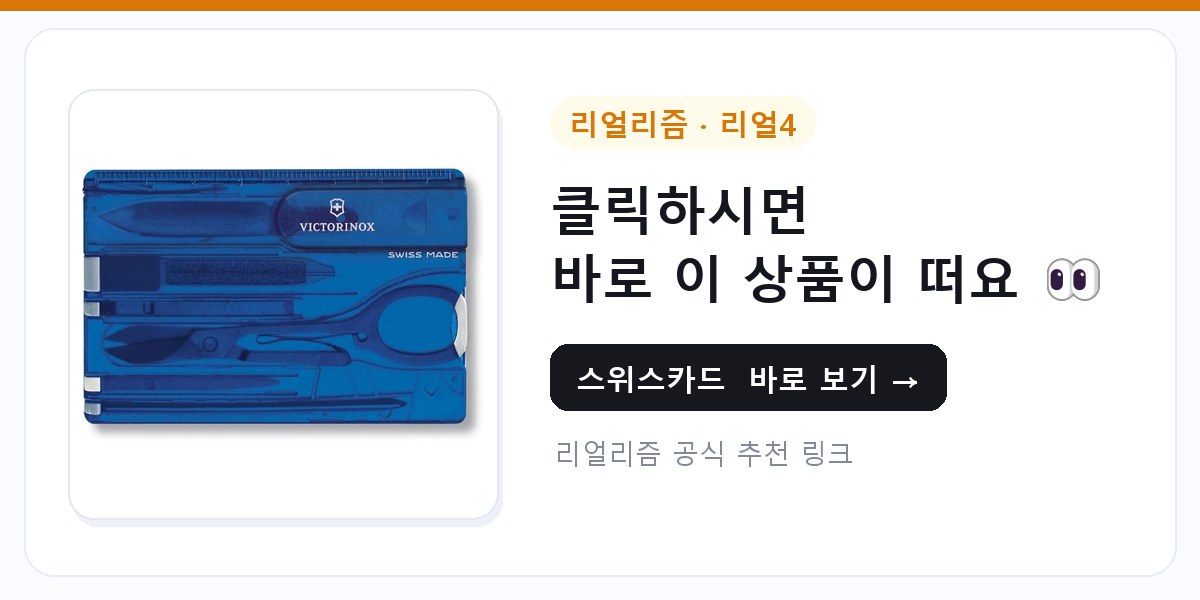 리얼리즘 · 리얼4
클릭하시면
바로 이 상품이 떠요 👀
VICTORINOX
SWISS MADE
스위스카드 바로 보기 →
리얼리즘 공식 추천 링크